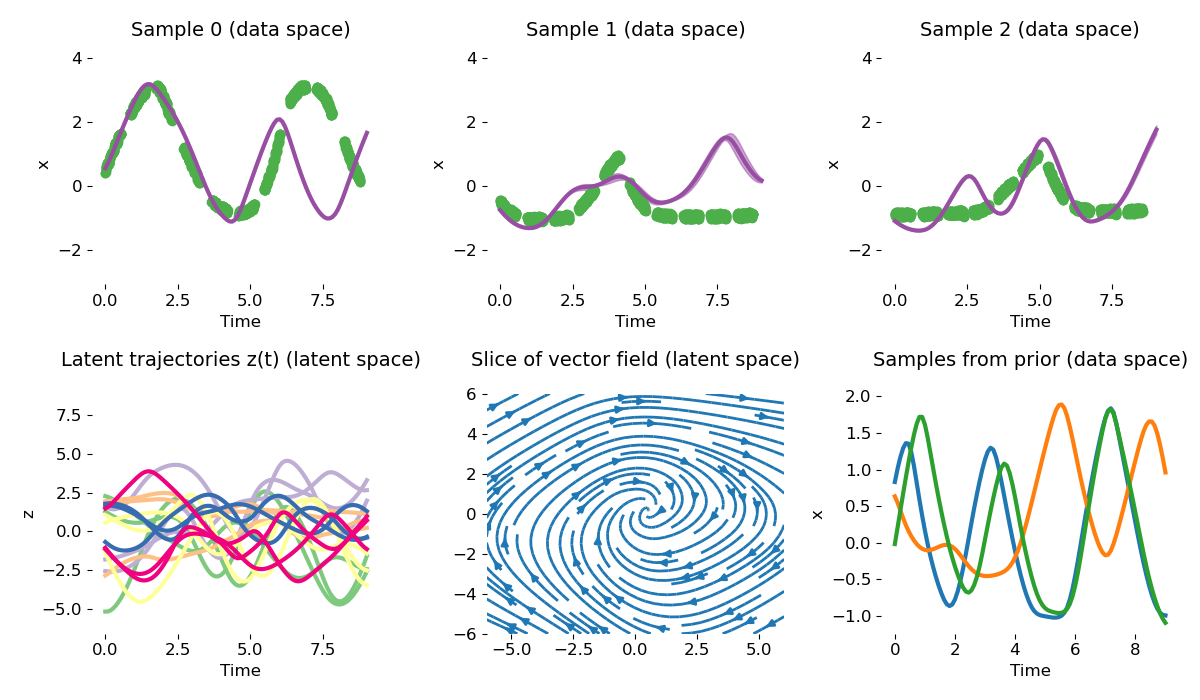 Sample 0 (data space)
4
2
0
−2
x
0.0 2.5 5.0 7.5
Time
Sample 1 (data space)
4
2
0
−2
x
0.0 2.5 5.0 7.5
Time
Sample 2 (data space)
4
2
0
−2
x
0.0 2.5 5.0 7.5
Time
Latent trajectories z(t) (latent space)
7.5
5.0
2.5
0.0
−2.5
−5.0
z
0.0 2.5 5.0 7.5
Time
Slice of vector field (latent space)
6
4
2
0
−2
−4
−6
−5.0 −2.5 0.0 2.5 5.0
Samples from prior (data space)
2.0
1.5
1.0
0.5
0.0
−0.5
−1.0
x
0 2 4 6 8
Time